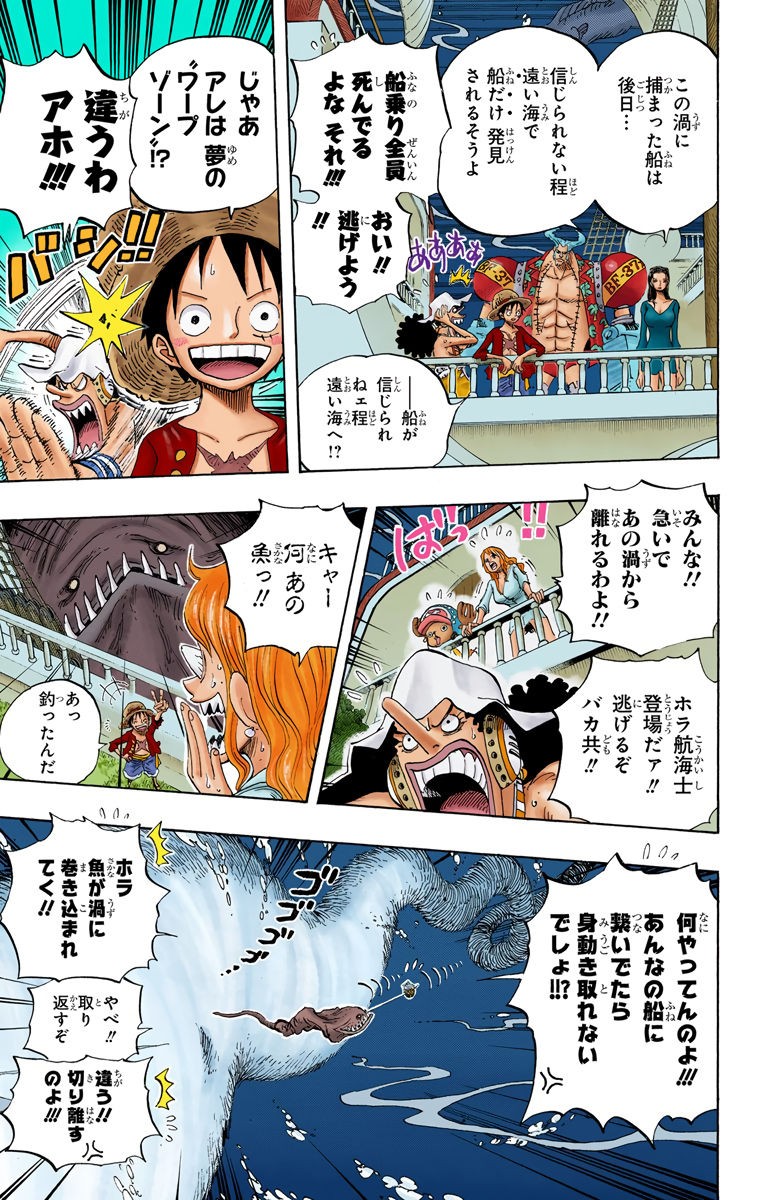 この渦に
捕まった船は
後日…
信じられない程
遠い海で
船だけ発見
されるそうよ
船乗り全員
死んでる
よな それ!!!
おい!! 逃げよう
!!
ああああ
BF-37
BF-37
――船が
信じられ
ねェ程
遠い海へ!?
じゃあ
アレは 夢の
“ワープ
ゾーン”!?
違うわ
アホ!!!
バシ!!
みんな!!
急いで
あの渦から
離れるわよ!!
ばっ!!
ホラ航海士
登場だァ!!
逃げるぞ
バカ共!!
キャー
何あの
魚っ!!
あっ
釣ったんだ
何やってんのよ!!!
あんなの船に
繋いでたら
身動き取れない
でしょ!!?
ゴゴゴ
ホラ
魚が渦に
巻き込まれ
てく!!
やべ!!
取り
返すぞ
違う!!
切り離す
のよ!!!